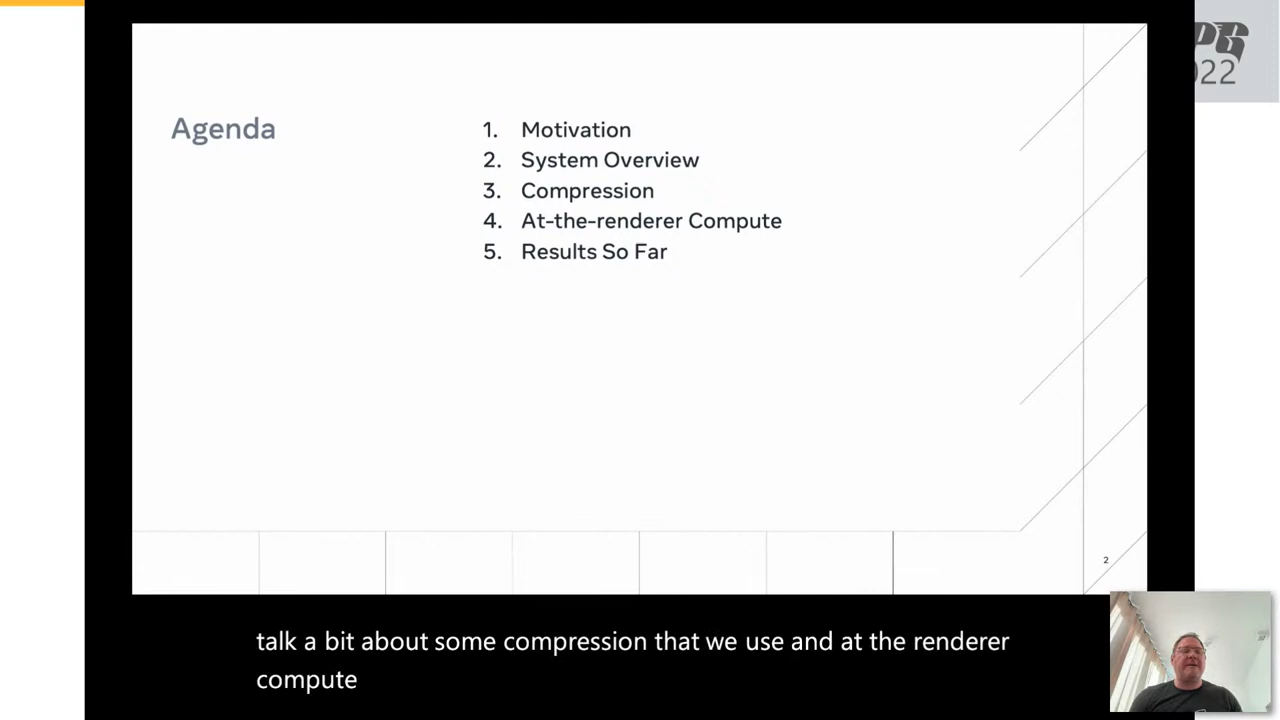 Agenda
1. Motivation
2. System Overview
3. Compression
4. At-the-renderer Compute
5. Results So Far
2
talk a bit about some compression that we use and at the renderer
compute